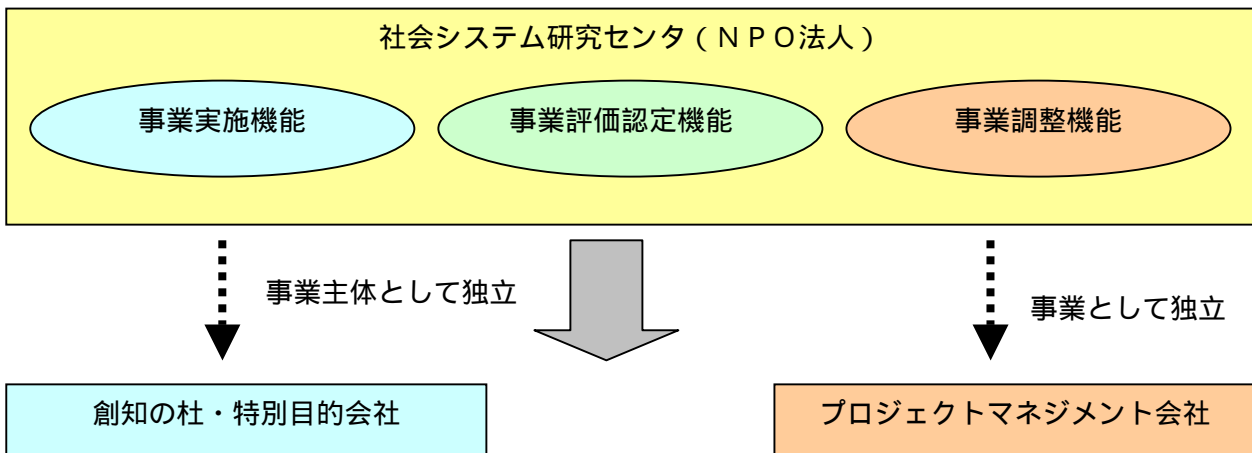 社会システム研究センタ（ＮＰＯ法人）
事業実施機能
事業評価認定機能
事業調整機能
事業主体として独立
事業として独立
創知の杜・特別目的会社
プロジェクトマネジメント会社